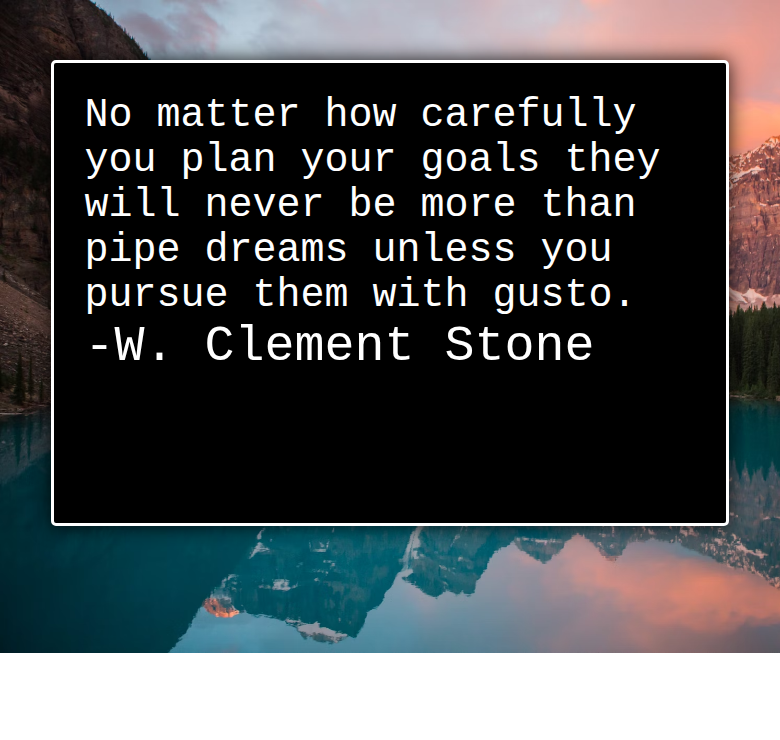 No matter how carefully
you plan your goals they
will never be more than
pipe dreams unless you
pursue them with gusto.
-W. Clement Stone